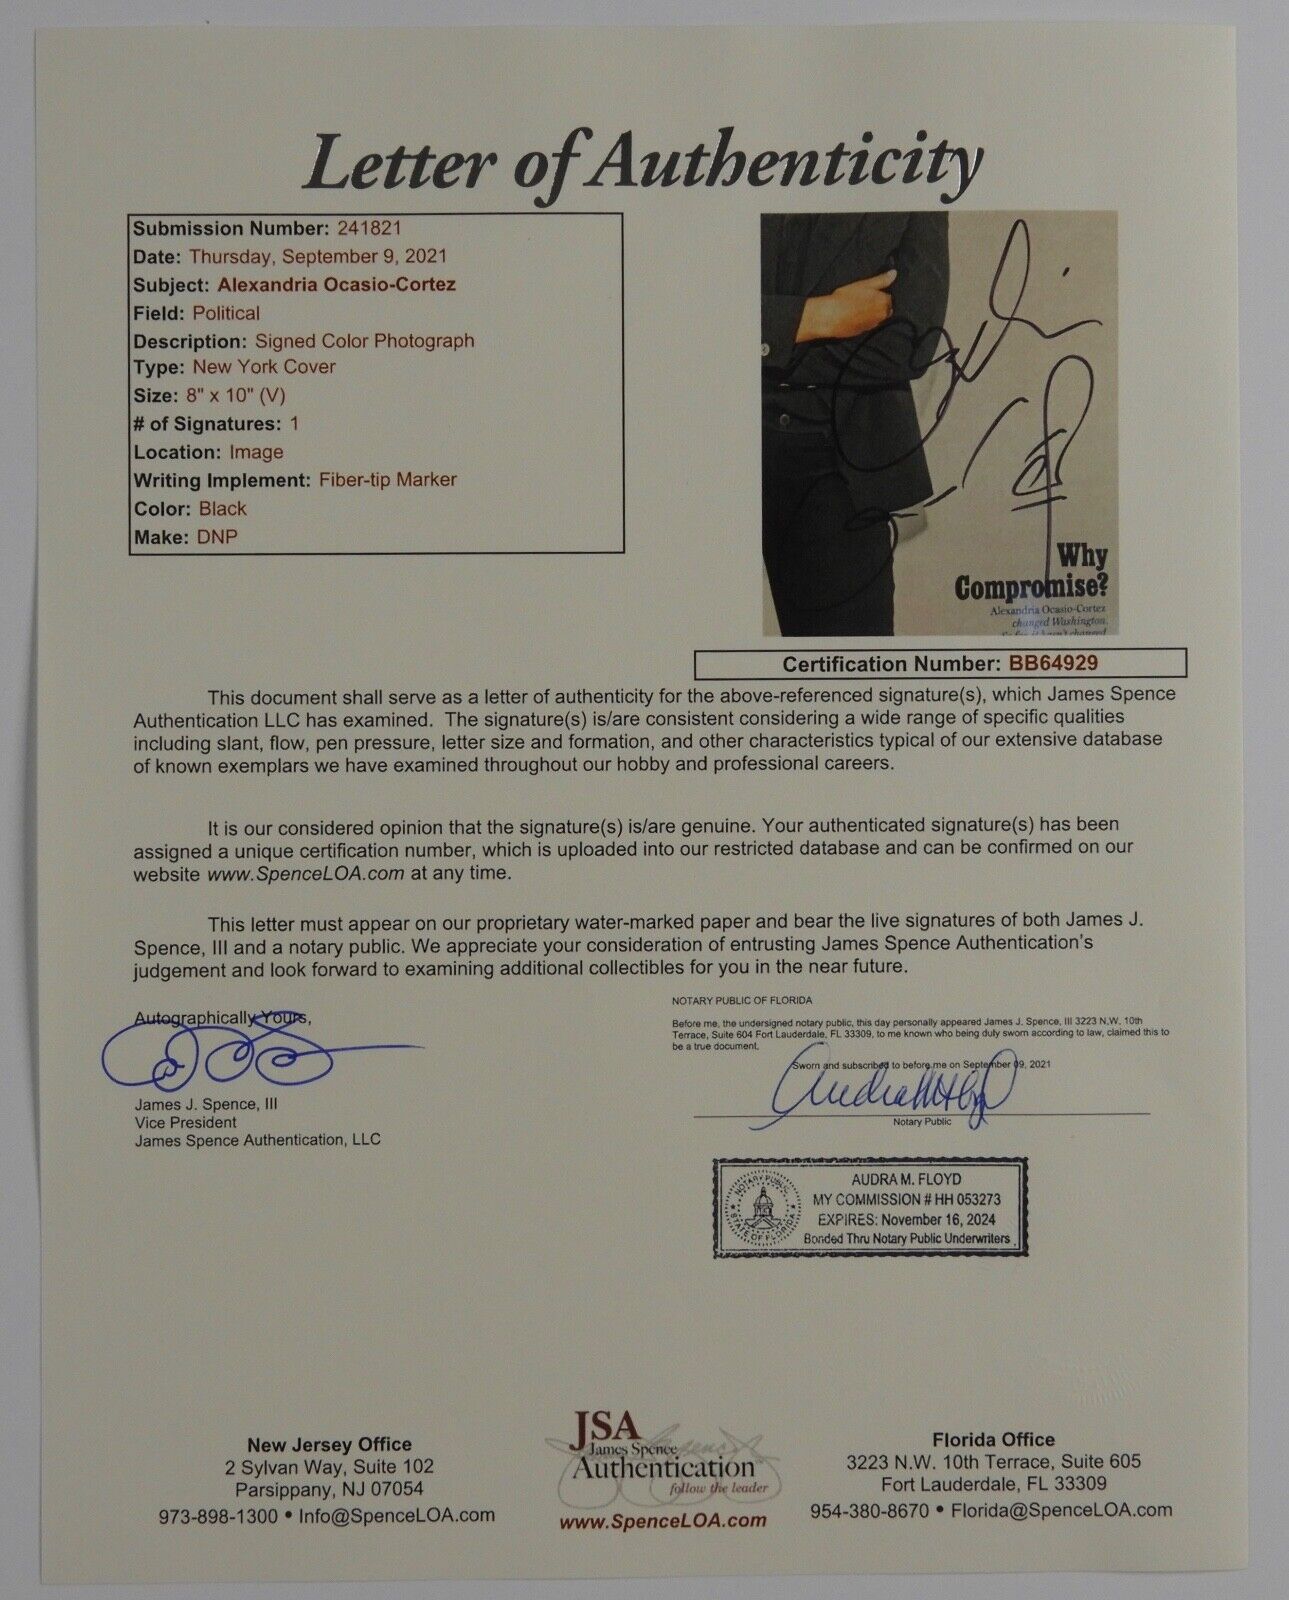 Letter of Authenticity
Submission Number: 241821
Date: Thursday, September 9, 2021
Subject: Alexandria Ocasio-Cortez
Field: Political
Description: Signed Color Photograph
Type: New York Cover
Size: 8" x 10" (V)
# of Signatures: 1
Location: Image
Writing Implement: Fiber-tip Marker
Color: Black
Make: DNP
Why
Compromise?
Alexandria Ocasio-Cortez
changed Washington.
Certification Number: BB64929
This document shall serve as a letter of authenticity for the above-referenced signature(s), which James Spence
Authentication LLC has examined. The signature(s) is/are consistent considering a wide range of specific qualities
including slant, flow, pen pressure, letter size and formation, and other characteristics typical of our extensive database
of known exemplars we have examined throughout our hobby and professional careers.
It is our considered opinion that the signature(s) is/are genuine. Your authenticated signature(s) has been
assigned a unique certification number, which is uploaded into our restricted database and can be confirmed on our
website www.SpenceLOA.com at any time.
This letter must appear on our proprietary water-marked paper and bear the live signatures of both James J.
Spence, III and a notary public. We appreciate your consideration of entrusting James Spence Authentication's
judgement and look forward to examining additional collectibles for you in the near future.
Autographically Yours,
James J. Spence, III
Vice President
James Spence Authentication, LLC
NOTARY PUBLIC OF FLORIDA
Before me, the undersigned notary public, this day personally appeared James J. Spence, III 3223 N.W. 10th
Terrace, Suite 604 Fort Lauderdale, FL 33309, to me known who being duly sworn according to law, claimed this to
be a true document.
Sworn and subscribed to before me on September 09, 2021
Notary Public
NOTARY PUBLIC
STATE OF FLORIDA
AUDRA M. FLOYD
MY COMMISSION # HH 053273
EXPIRES: November 16, 2024
Bonded Thru Notary Public Underwriters
New Jersey Office
2 Sylvan Way, Suite 102
Parsippany, NJ 07054
973-898-1300 • Info@SpenceLOA.com
JSA
James Spence
Authentication
follow the leader
www.SpenceLOA.com
Florida Office
3223 N.W. 10th Terrace, Suite 605
Fort Lauderdale, FL 33309
954-380-8670 • Florida@SpenceLOA.com